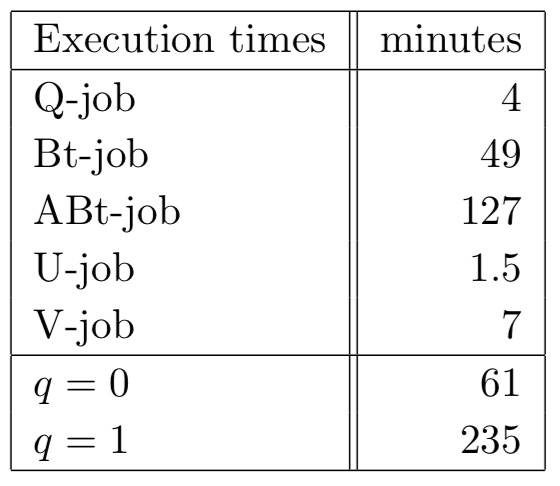 Execution times minutes
Q-job 4
Bt-job 49
ABt-job 127
U-job 1.5
V-job 7
q = 0 61
q = 1 235